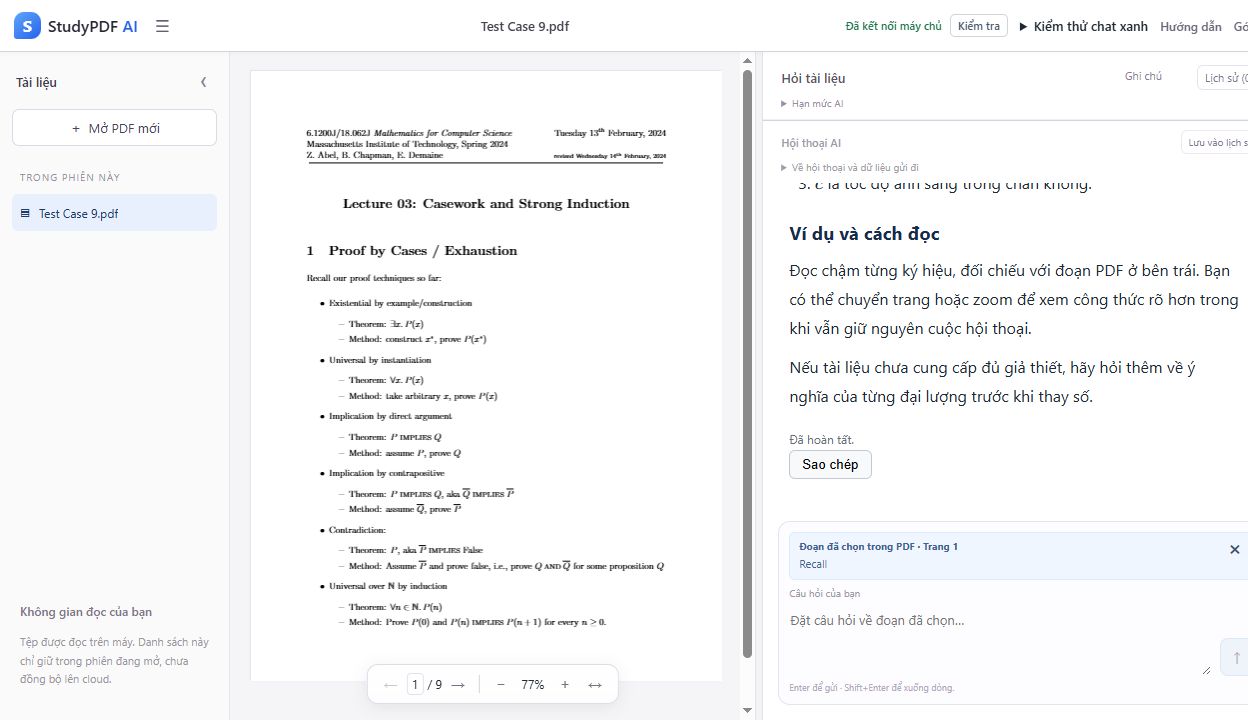 S StudyPDF AI ☰
Test Case 9.pdf
Đã kết nối máy chủ
Kiểm tra
▶ Kiểm thử chat xanh
Hướng dẫn
Gó
Tài liệu
+ Mở PDF mới
TRONG PHIÊN NÀY
Test Case 9.pdf
Không gian đọc của bạn
Tệp được đọc trên máy. Danh sách này
chỉ giữ trong phiên đang mở, chưa
đồng bộ lên cloud.
6.1200J/18.062J Mathematics for Computer Science Tuesday 13th February, 2024
Massachusetts Institute of Technology, Spring 2024
Z. Abel, B. Chapman, E. Demaine revised Wednesday 14th February, 2024
Lecture 03: Casework and Strong Induction
1 Proof by Cases / Exhaustion
Recall our proof techniques so far:
• Existential by example/construction
– Theorem: ∃x. P(x)
– Method: construct x*, prove P(x*)
• Universal by instantiation
– Theorem: ∀x. P(x)
– Method: take arbitrary x, prove P(x)
• Implication by direct argument
– Theorem: P IMPLIES Q
– Method: assume P, prove Q
• Implication by contrapositive
– Theorem: P IMPLIES Q, aka Q̅ IMPLIES P̅
– Method: assume Q̅, prove P̅
• Contradiction:
– Theorem: P, aka P̅ IMPLIES False
– Method: Assume P̅ and prove false, i.e., prove Q AND Q̅ for some proposition Q
• Universal over ℕ by induction
– Theorem: ∀n ∈ ℕ. P(n)
– Method: Prove P(0) and P(n) IMPLIES P(n + 1) for every n ≥ 0.
← 1 / 9 → − 77% + ↔
Hỏi tài liệu
Ghi chú
Lịch sử (0
▶ Hạn mức AI
Hội thoại AI
Lưu vào lịch s
▶ Về hội thoại và dữ liệu gửi đi
3. c là tốc độ ánh sáng trong chân không.
Ví dụ và cách đọc
Đọc chậm từng ký hiệu, đối chiếu với đoạn PDF ở bên trái. Bạn
có thể chuyển trang hoặc zoom để xem công thức rõ hơn trong
khi vẫn giữ nguyên cuộc hội thoại.
Nếu tài liệu chưa cung cấp đủ giả thiết, hãy hỏi thêm về ý
nghĩa của từng đại lượng trước khi thay số.
Đã hoàn tất.
Sao chép
Đoạn đã chọn trong PDF · Trang 1
Recall
Câu hỏi của bạn
Đặt câu hỏi về đoạn đã chọn...
Enter để gửi · Shift+Enter để xuống dòng.